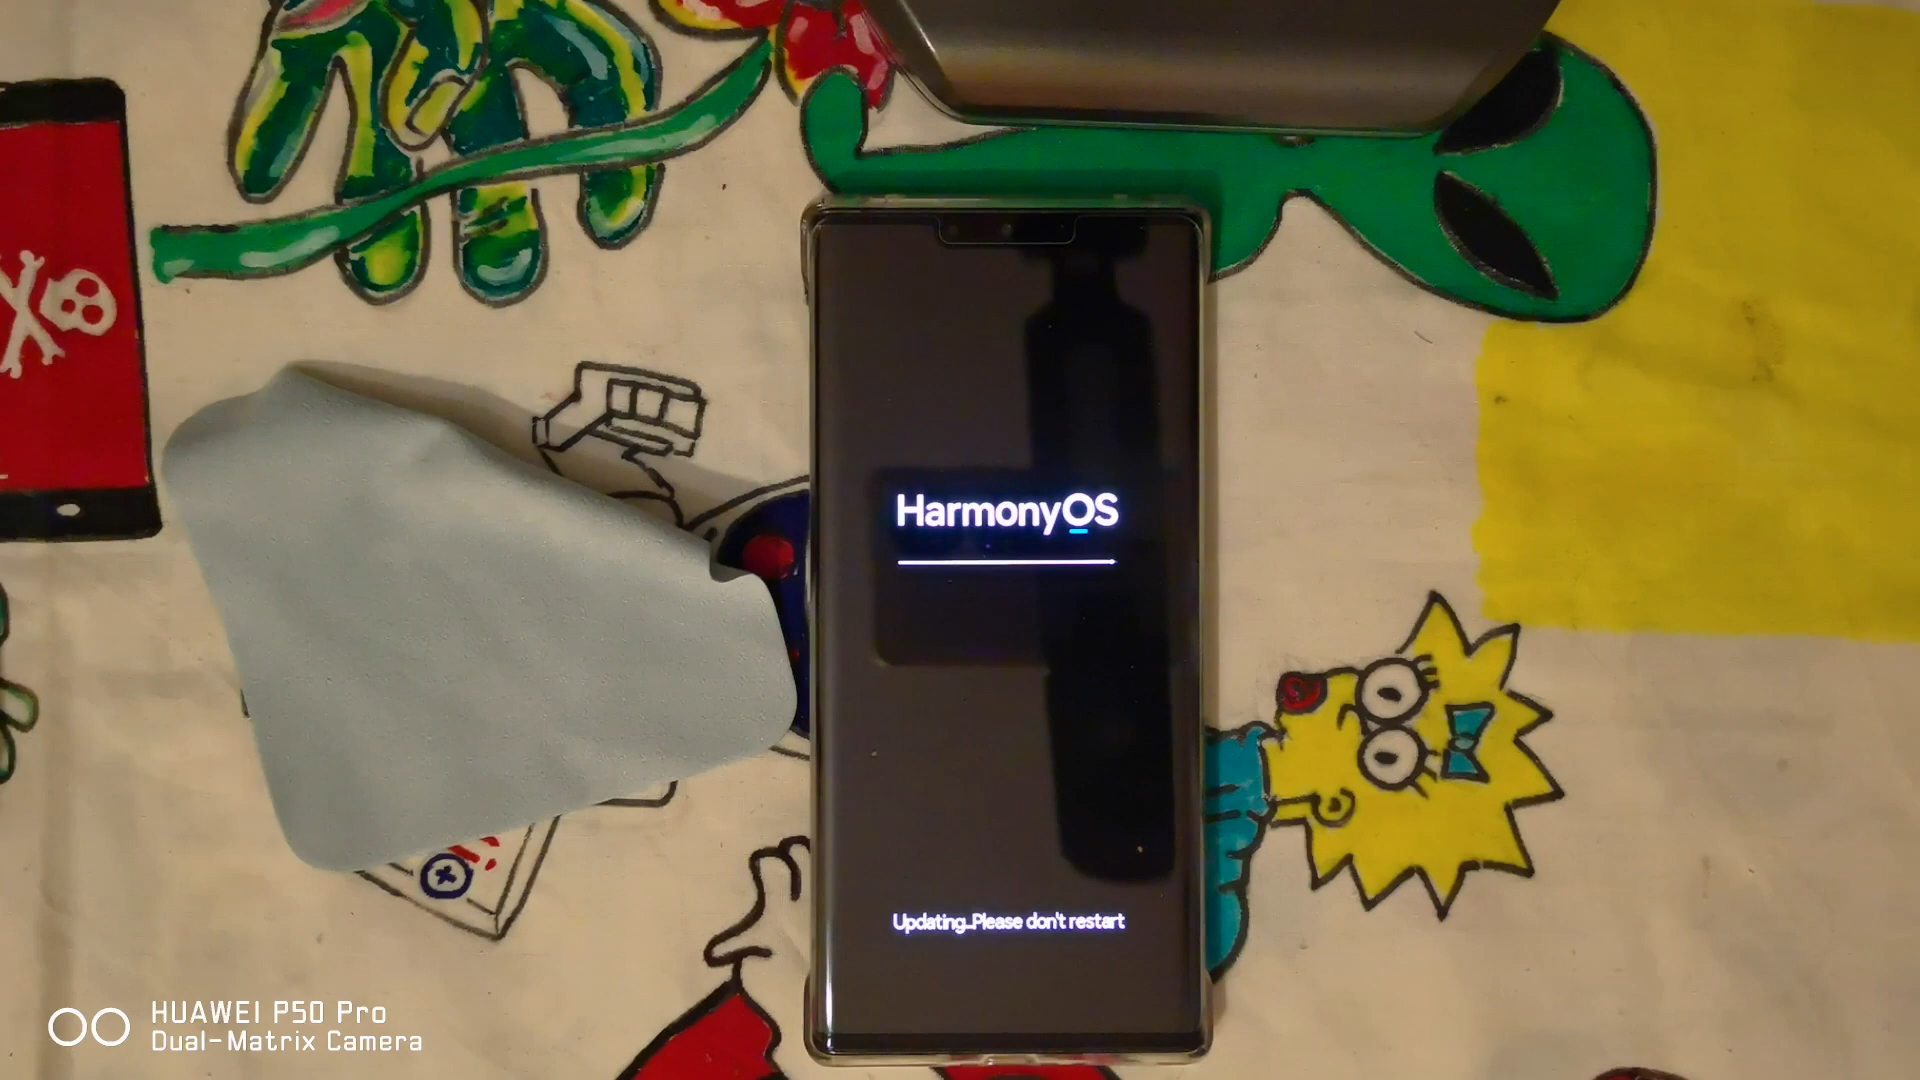 HarmonyOS
Updating...Please don't restart
HUAWEI P50 Pro
Dual-Matrix Camera